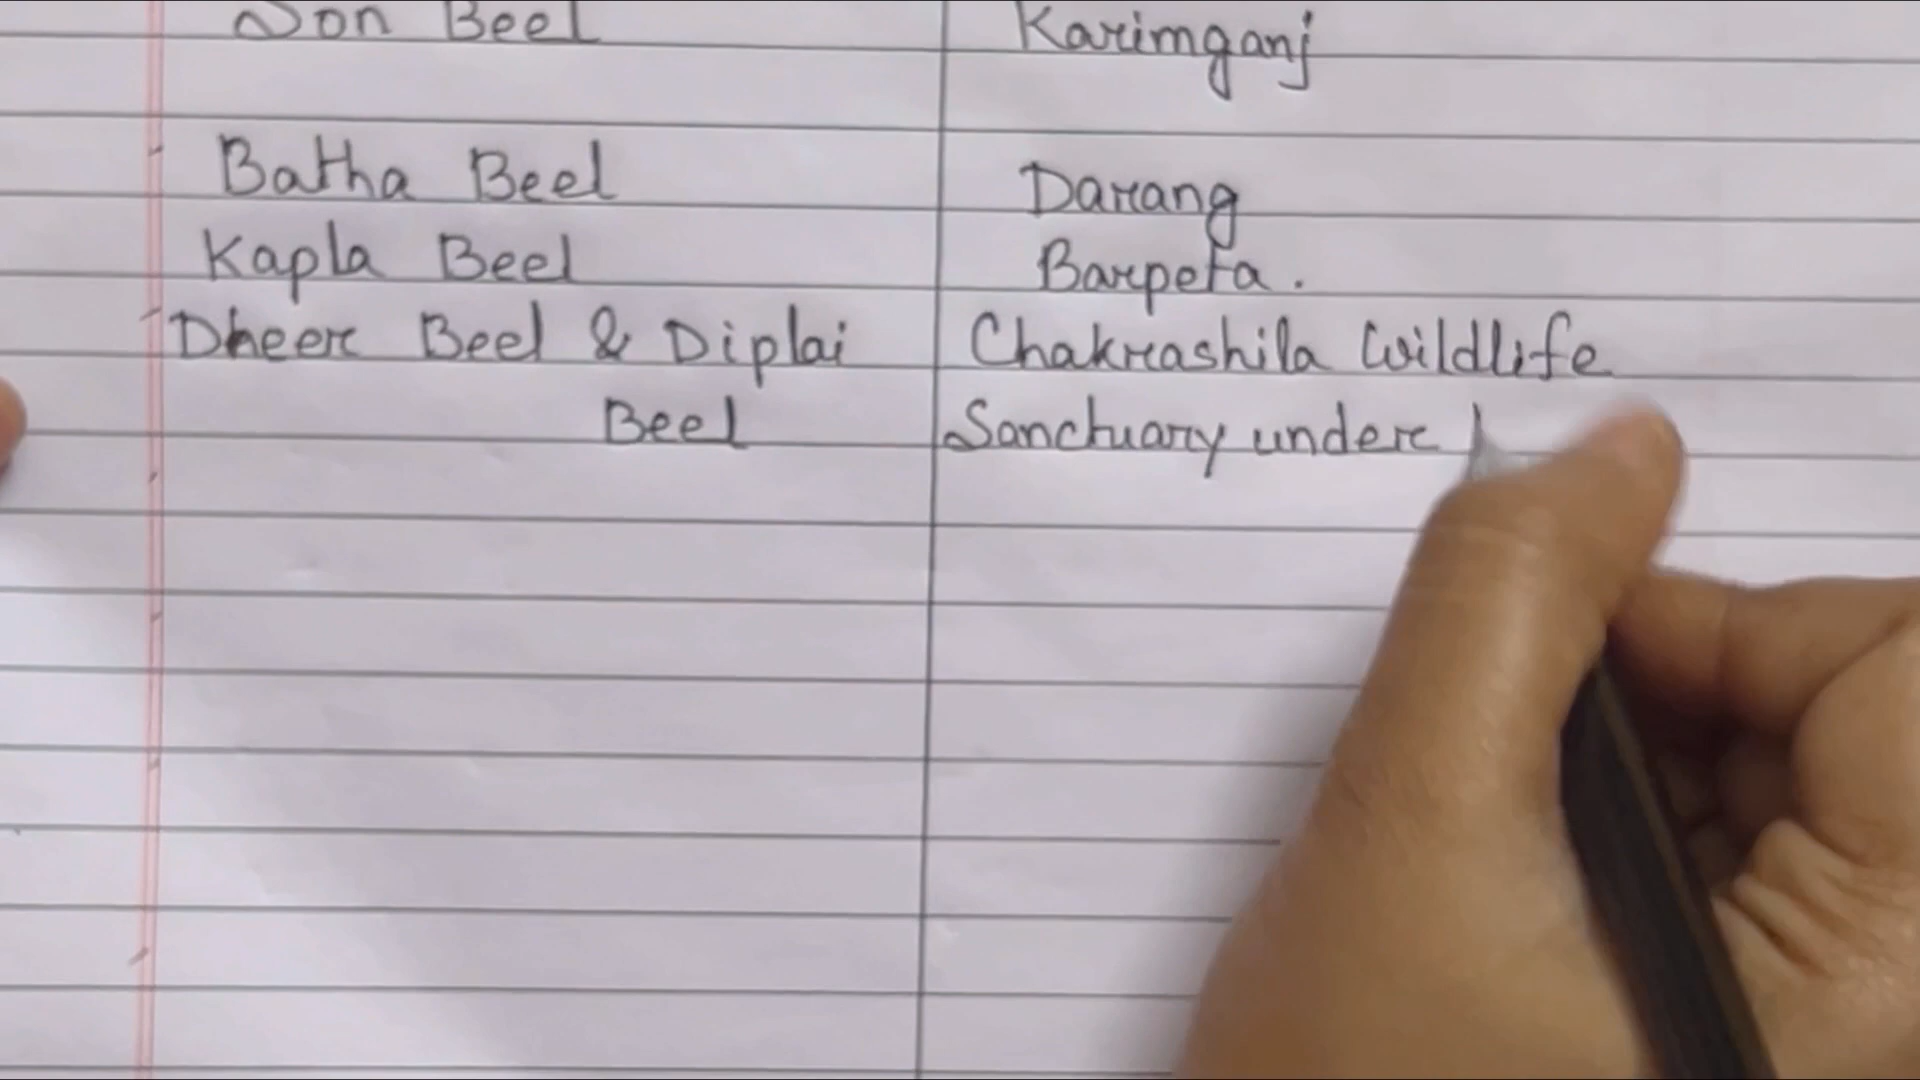 Son Beel Karimganj
Batha Beel Darang
Kapla Beel Barpeta.
Dheer Beel & Diplai Chakrashila Wildlife
Beel Sanctuary under